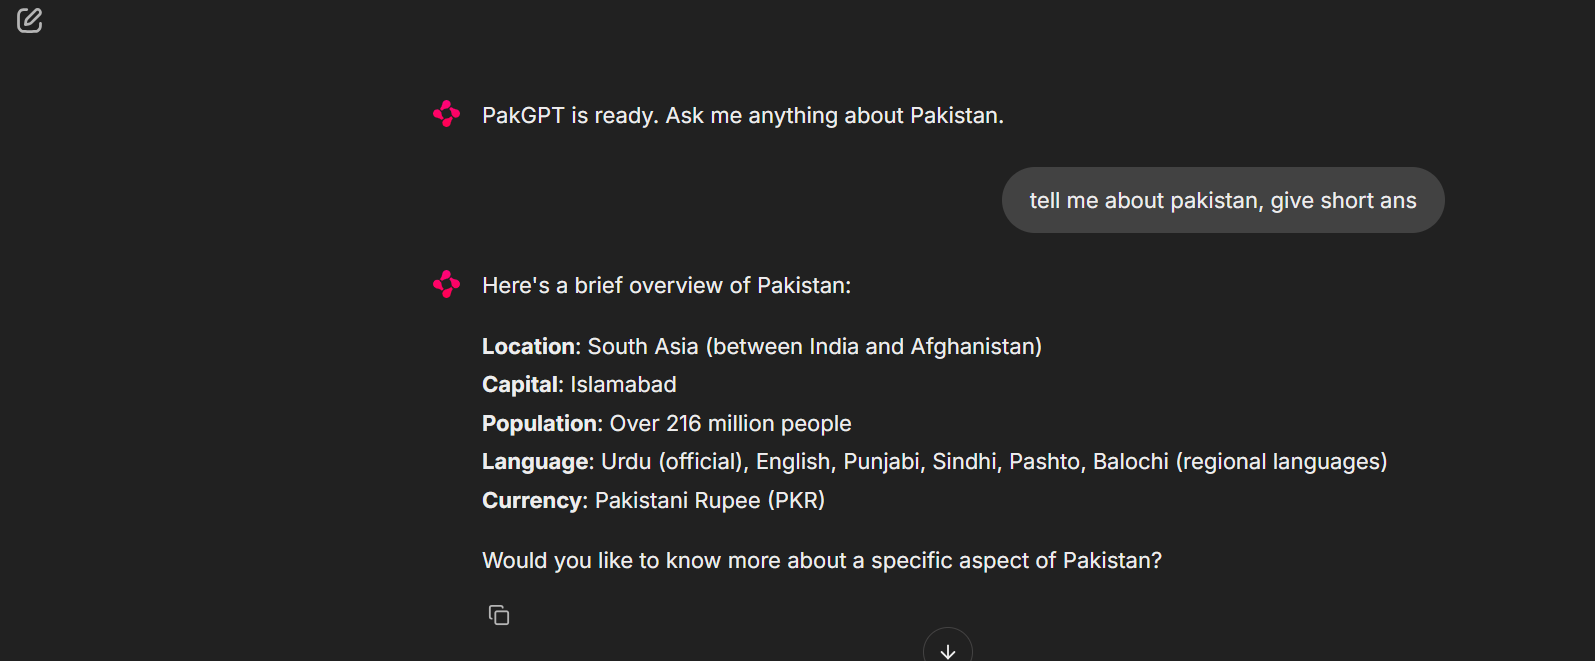 PakGPT is ready. Ask me anything about Pakistan.
tell me about pakistan, give short ans
Here's a brief overview of Pakistan:
Location: South Asia (between India and Afghanistan)
Capital: Islamabad
Population: Over 216 million people
Language: Urdu (official), English, Punjabi, Sindhi, Pashto, Balochi (regional languages)
Currency: Pakistani Rupee (PKR)
Would you like to know more about a specific aspect of Pakistan?